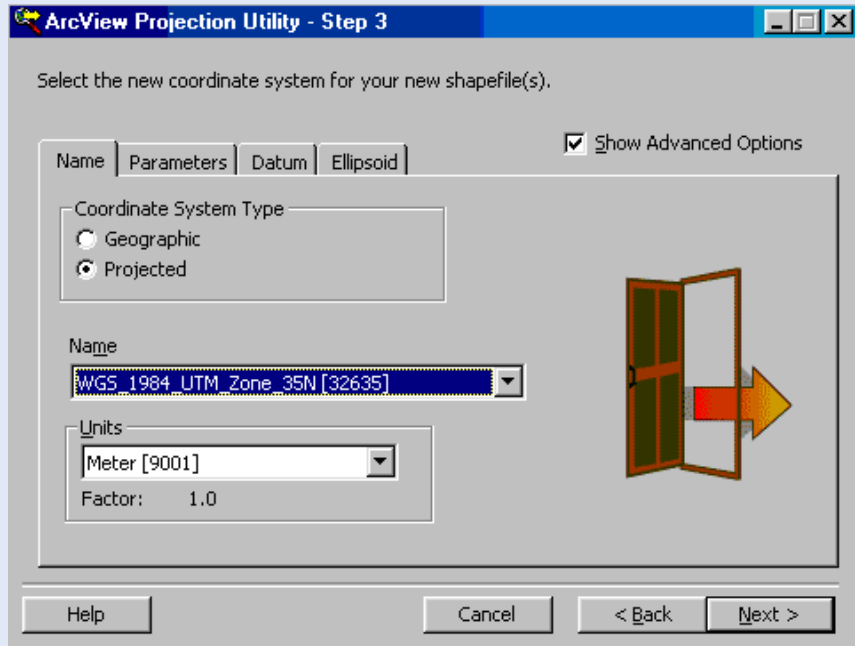 ArcView Projection Utility - Step 3
Select the new coordinate system for your new shapefile(s).
Show Advanced Options
Name Parameters Datum Ellipsoid
Coordinate System Type
Geographic
Projected
Name
WGS_1984_UTM_Zone_35N [32635]
Units
Meter [9001]
Factor: 1.0
Help Cancel < Back Next >